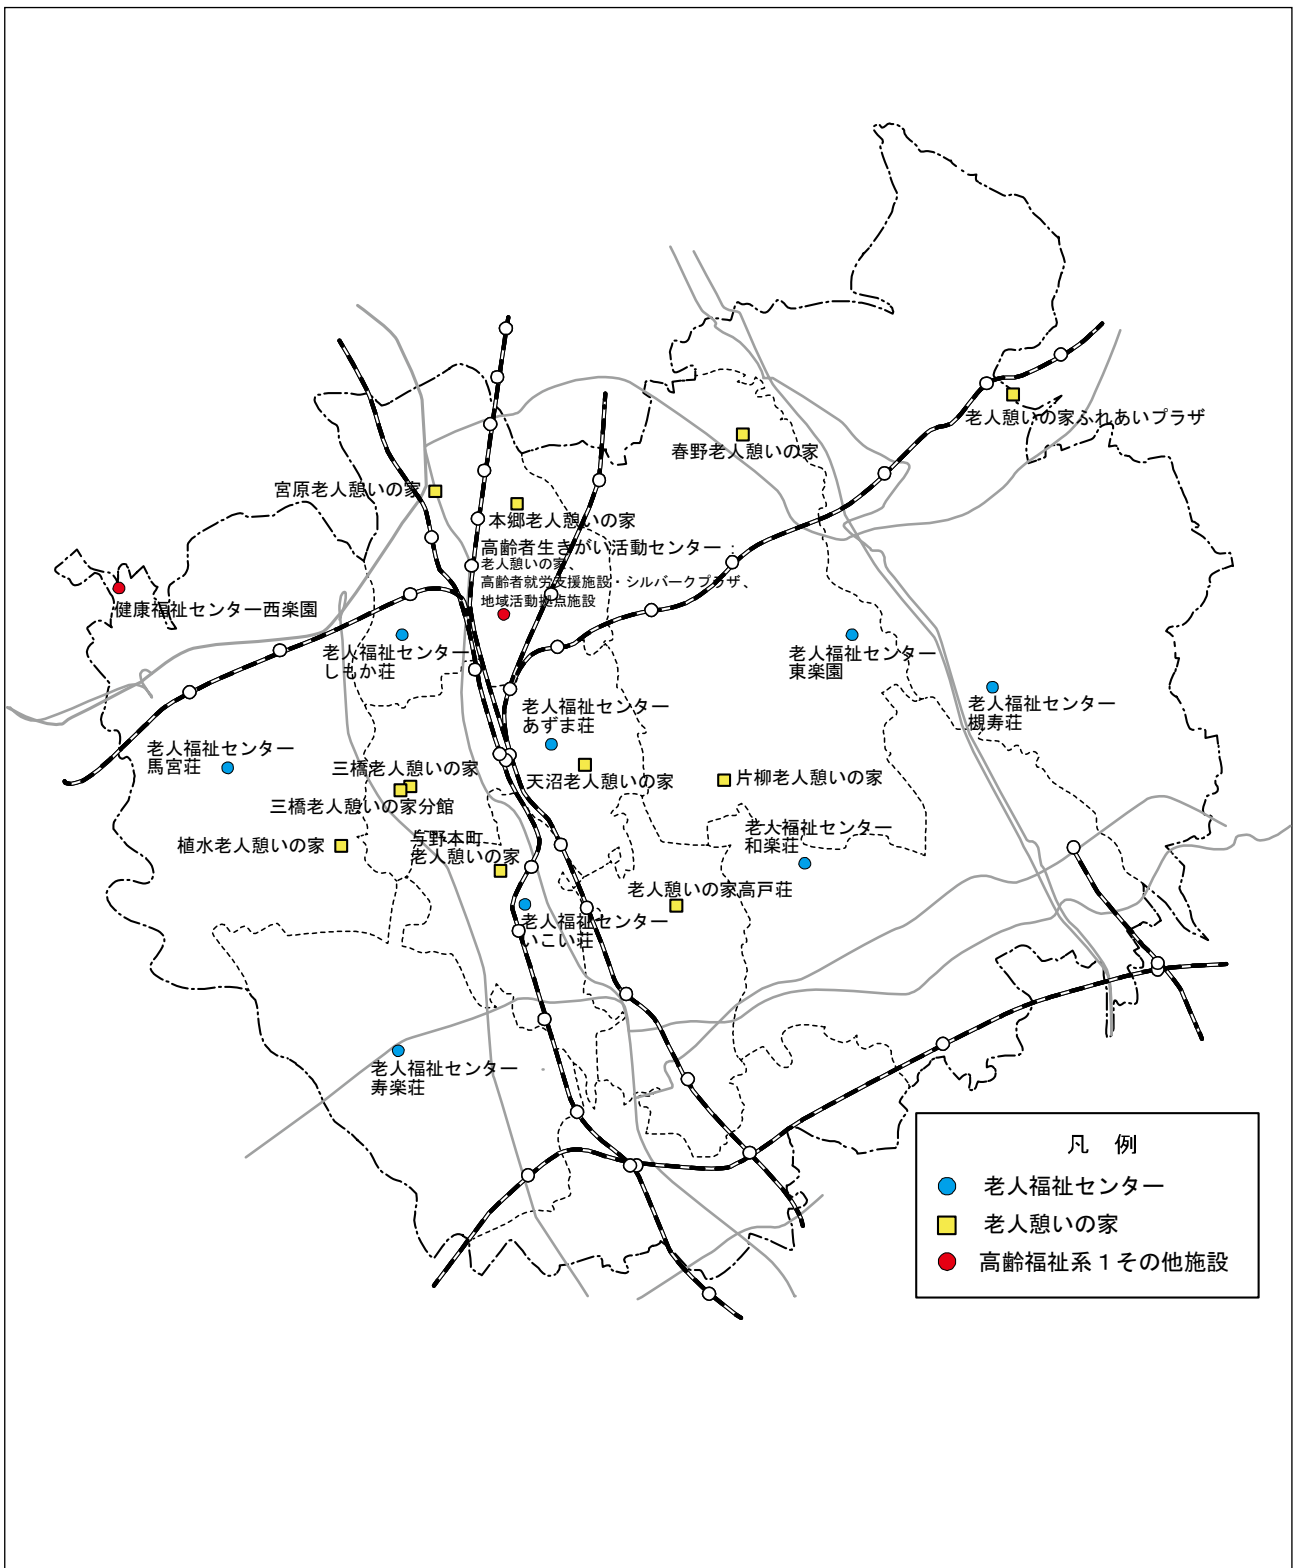 老人憩いの家ふれあいプラザ
春野老人憩いの家
宮原老人憩いの家
本郷老人憩いの家
高齢者生きがい活動センター
老人憩いの家、
高齢者就労支援施設・シルバークプラザ、
地域活動拠点施設
健康福祉センター西楽園
老人福祉センター
しもか荘
老人福祉センター
東楽園
老人福祉センター
槻寿荘
老人福祉センター
あずま荘
老人福祉センター
馬宮荘
三橋老人憩いの家
天沼老人憩いの家
片柳老人憩いの家
三橋老人憩いの家分館
老人福祉センター
和楽荘
植水老人憩いの家
与野本町
老人憩いの家
老人憩いの家高戸荘
老人福祉センター
いこい荘
老人福祉センター
寿楽荘
凡 例
老人福祉センター
老人憩いの家
高齢福祉系１その他施設